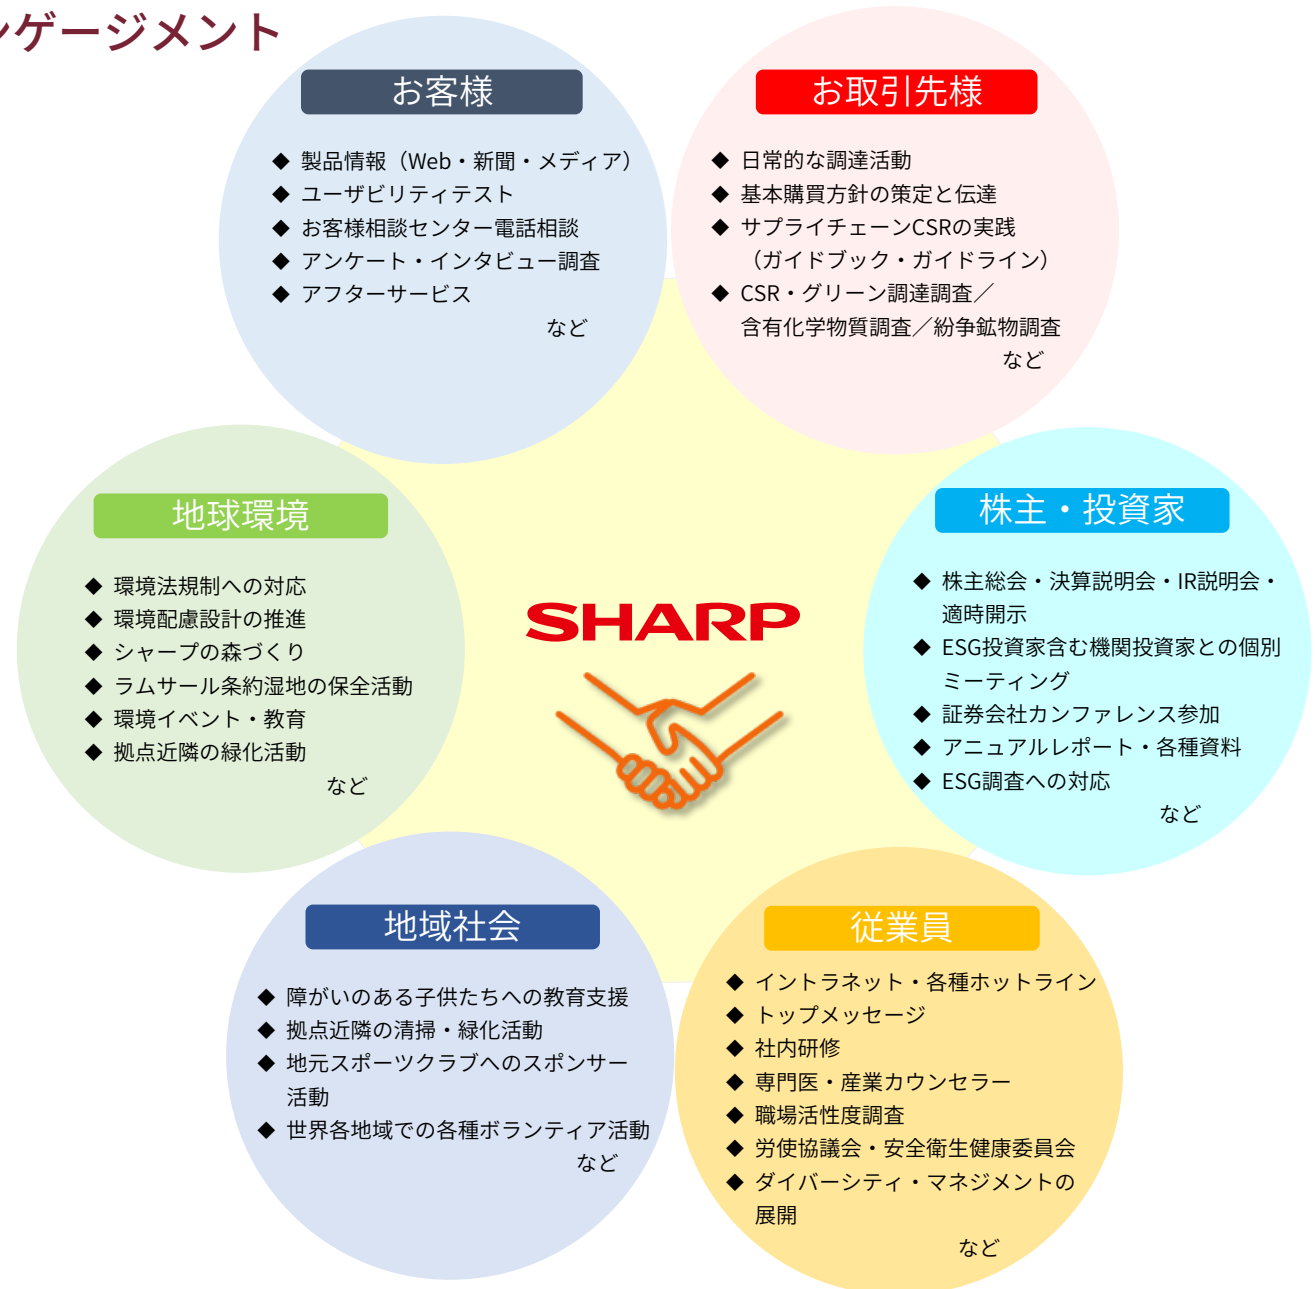 ンゲージメント
お客様
◆ 製品情報（Web・新聞・メディア）
◆ ユーザビリティテスト
◆ お客様相談センター電話相談
◆ アンケート・インタビュー調査
◆ アフターサービス
など
お取引先様
◆ 日常的な調達活動
◆ 基本購買方針の策定と伝達
◆ サプライチェーンCSRの実践
（ガイドブック・ガイドライン）
◆ CSR・グリーン調達調査／
含有化学物質調査／紛争鉱物調査
など
地球環境
◆ 環境法規制への対応
◆ 環境配慮設計の推進
◆ シャープの森づくり
◆ ラムサール条約湿地の保全活動
◆ 環境イベント・教育
◆ 拠点近隣の緑化活動
など
SHARP
株主・投資家
◆ 株主総会・決算説明会・IR説明会・
適時開示
◆ ESG投資家含む機関投資家との個別
ミーティング
◆ 証券会社カンファレンス参加
◆ アニュアルレポート・各種資料
◆ ESG調査への対応
など
地域社会
◆ 障がいのある子供たちへの教育支援
◆ 拠点近隣の清掃・緑化活動
◆ 地元スポーツクラブへのスポンサー
活動
◆ 世界各地域での各種ボランティア活動
など
従業員
◆ イントラネット・各種ホットライン
◆ トップメッセージ
◆ 社内研修
◆ 専門医・産業カウンセラー
◆ 職場活性度調査
◆ 労使協議会・安全衛生健康委員会
◆ ダイバーシティ・マネジメントの
展開
など